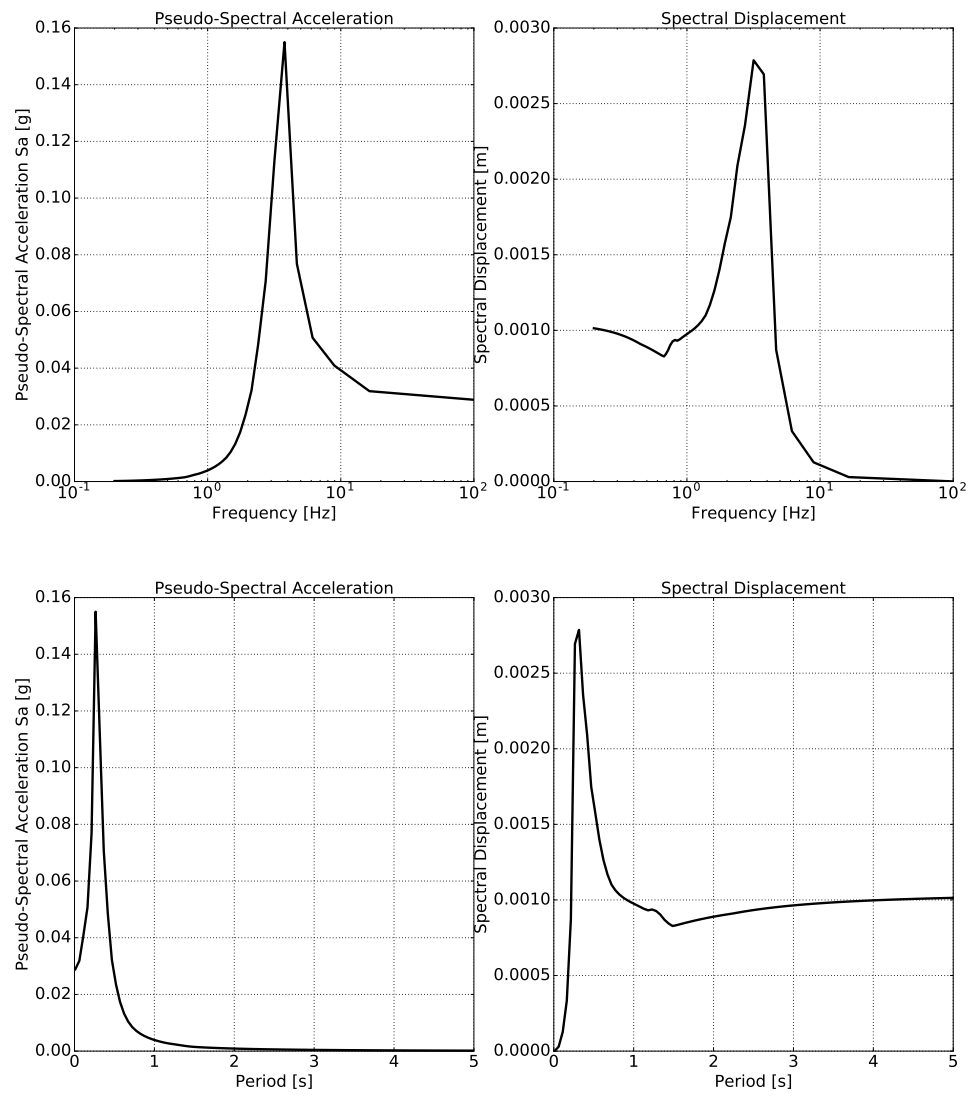 Pseudo-Spectral Acceleration
Pseudo-Spectral Acceleration Sa [g]
0.16
0.14
0.12
0.10
0.08
0.06
0.04
0.02
0.00
10^-1 10^0 10^1 10^2
Frequency [Hz]
Spectral Displacement
Spectral Displacement [m]
0.0030
0.0025
0.0020
0.0015
0.0010
0.0005
0.0000
10^-1 10^0 10^1 10^2
Frequency [Hz]
Pseudo-Spectral Acceleration
Pseudo-Spectral Acceleration Sa [g]
0.16
0.14
0.12
0.10
0.08
0.06
0.04
0.02
0.00
0 1 2 3 4 5
Period [s]
Spectral Displacement
Spectral Displacement [m]
0.0030
0.0025
0.0020
0.0015
0.0010
0.0005
0.0000
0 1 2 3 4 5
Period [s]